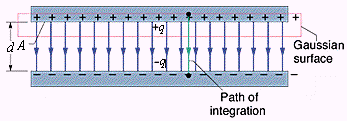 + + + + + + + + + + + + + + + +
+q
d A
Gaussian
surface
-q
− − − − − − − − − − − − − − − −
Path of
integration